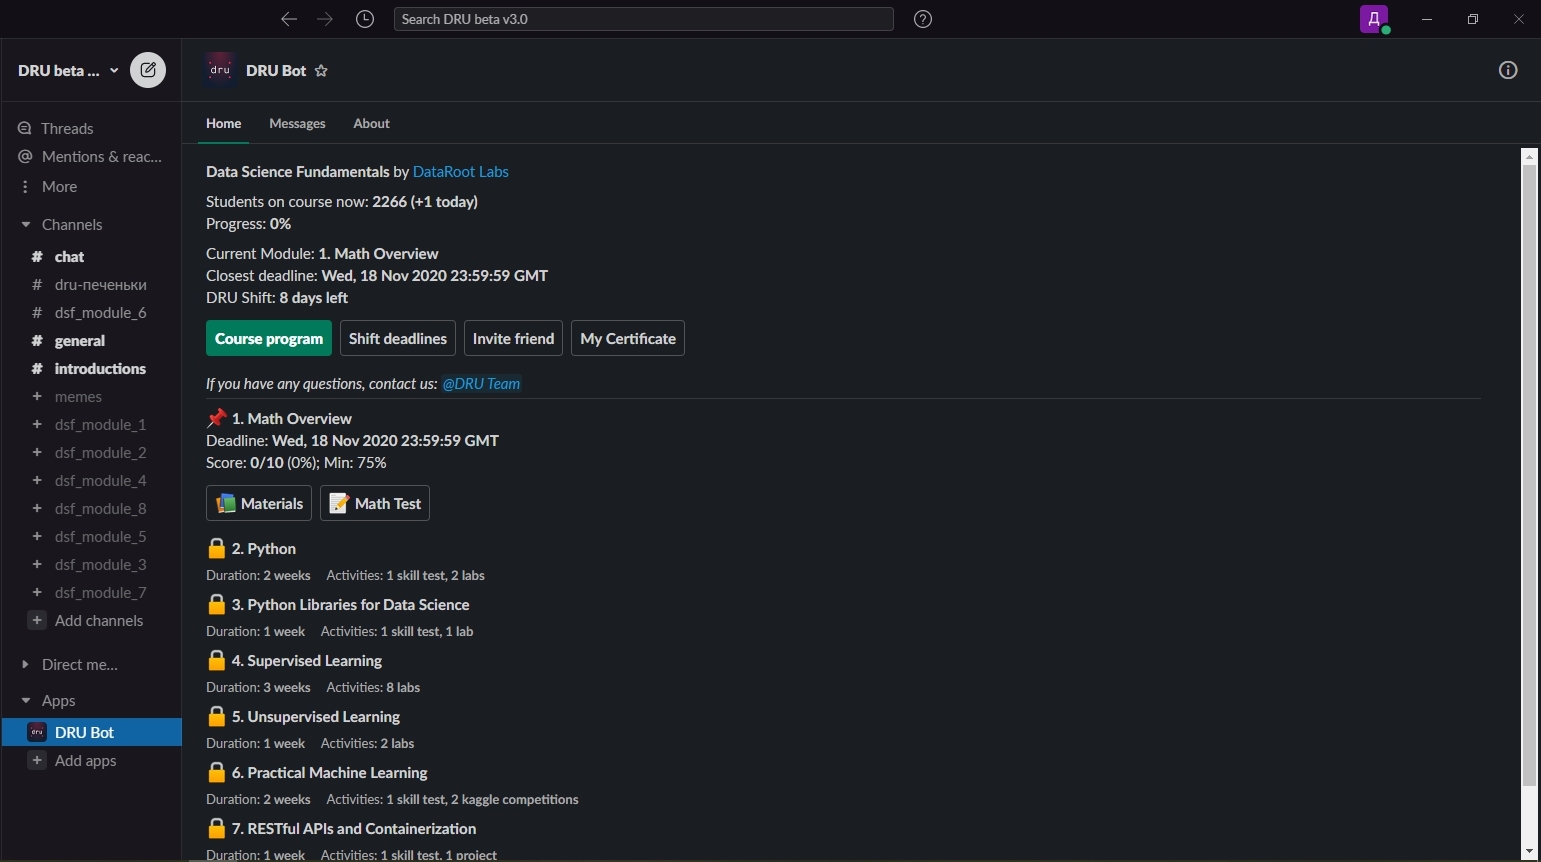 Search DRU beta v3.0
Д
DRU beta ...
dru
DRU Bot
Threads
Mentions & reac...
More
Channels
# chat
# dru-печеньки
# dsf_module_6
# general
# introductions
+ memes
+ dsf_module_1
+ dsf_module_2
+ dsf_module_4
+ dsf_module_8
+ dsf_module_5
+ dsf_module_3
+ dsf_module_7
+ Add channels
Direct me...
Apps
dru DRU Bot
+ Add apps
Home Messages About
Data Science Fundamentals by DataRoot Labs
Students on course now: 2266 (+1 today)
Progress: 0%
Current Module: 1. Math Overview
Closest deadline: Wed, 18 Nov 2020 23:59:59 GMT
DRU Shift: 8 days left
Course program Shift deadlines Invite friend My Certificate
If you have any questions, contact us: @DRU Team
1. Math Overview
Deadline: Wed, 18 Nov 2020 23:59:59 GMT
Score: 0/10 (0%); Min: 75%
Materials Math Test
2. Python
Duration: 2 weeks Activities: 1 skill test, 2 labs
3. Python Libraries for Data Science
Duration: 1 week Activities: 1 skill test, 1 lab
4. Supervised Learning
Duration: 3 weeks Activities: 8 labs
5. Unsupervised Learning
Duration: 1 week Activities: 2 labs
6. Practical Machine Learning
Duration: 2 weeks Activities: 1 skill test, 2 kaggle competitions
7. RESTful APIs and Containerization
Duration: 1 week Activities: 1 skill test, 1 project